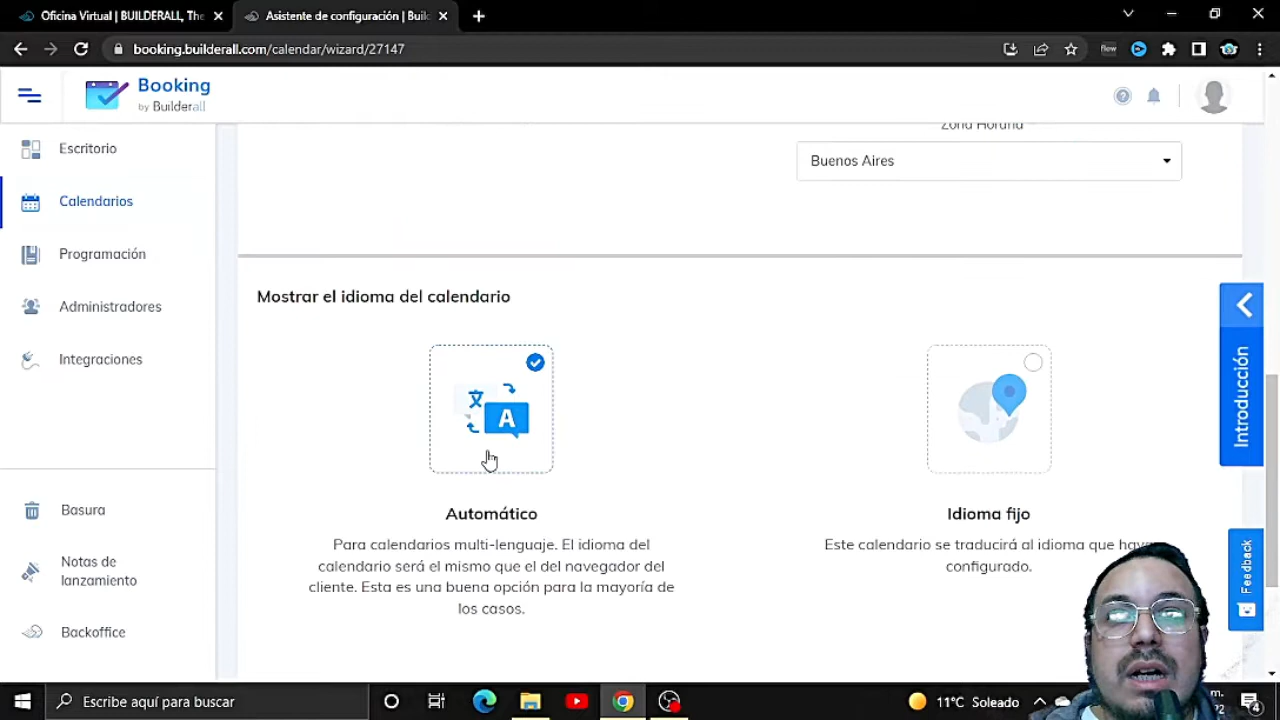 Oficina Virtual | BUILDERALL, The
Asistente de configuración | Buil
booking.builderall.com/calendar/wizard/27147
flow
Booking
by Builderall
Escritorio
Calendarios
Programación
Administradores
Integraciones
Basura
Notas de
lanzamiento
Backoffice
Zona Horaria
Buenos Aires
Mostrar el idioma del calendario
A
Automático
Para calendarios multi-lenguaje. El idioma del
calendario será el mismo que el del navegador del
cliente. Esta es una buena opción para la mayoría de
los casos.
Idioma fijo
Este calendario se traducirá al idioma que
configurado.
Introducción
Feedback
Escribe aquí para buscar
11°C Soleado
4